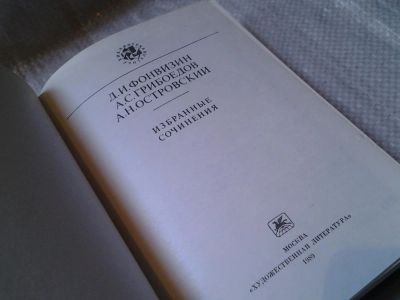 Д.И.ФОНВИЗИН
А.С.ГРИБОЕДОВ
А.Н.ОСТРОВСКИЙ
ИЗБРАННЫЕ
СОЧИНЕНИЯ
МОСКВА
«ХУДОЖЕСТВЕННАЯ ЛИТЕРАТУРА»
1989